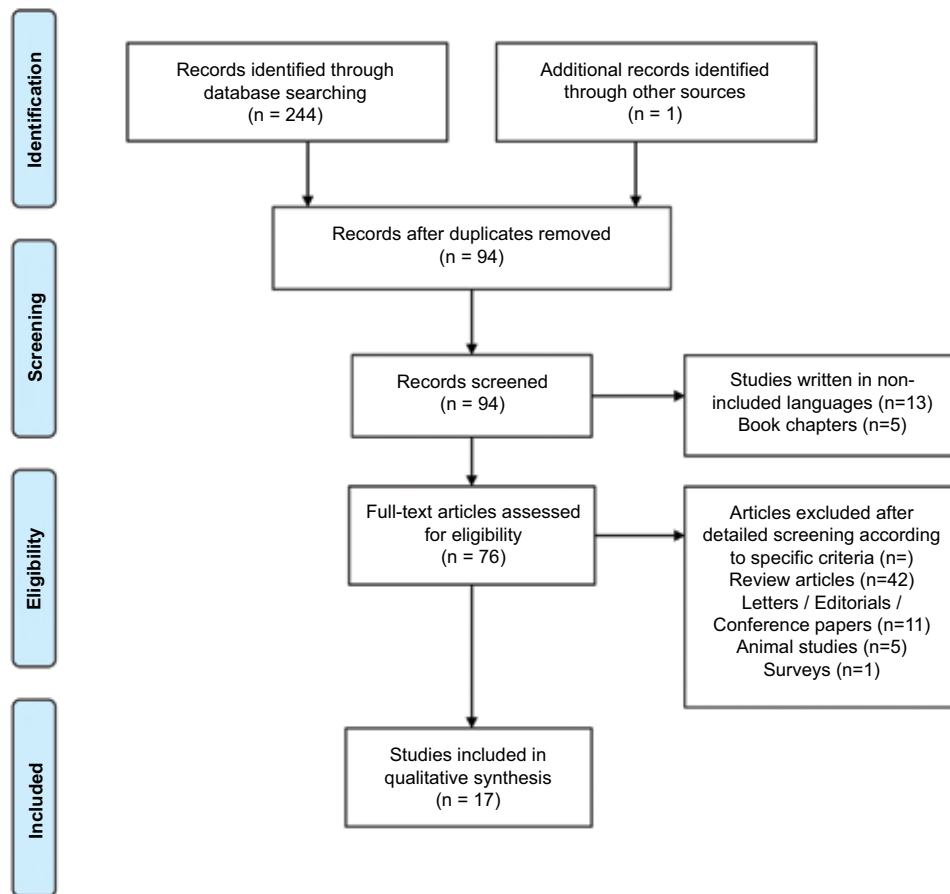 Identification
Records identified through
database searching
(n = 244)
Additional records identified
through other sources
(n = 1)
Records after duplicates removed
(n = 94)
Screening
Records screened
(n = 94)
Studies written in non-
included languages (n=13)
Book chapters (n=5)
Eligibility
Full-text articles assessed
for eligibility
(n = 76)
Articles excluded after
detailed screening according
to specific criteria (n=)
Review articles (n=42)
Letters / Editorials /
Conference papers (n=11)
Animal studies (n=5)
Surveys (n=1)
Included
Studies included in
qualitative synthesis
(n = 17)